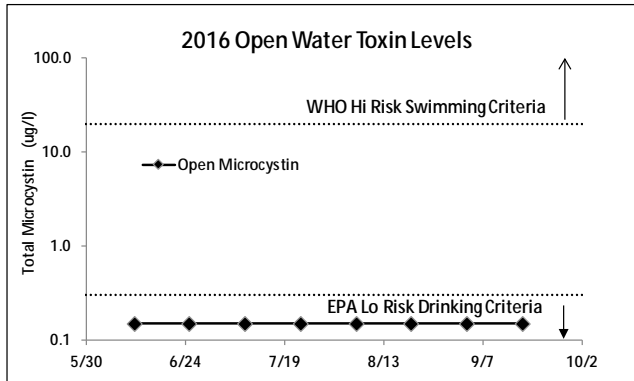 2016 Open Water Toxin Levels
100.0
WHO Hi Risk Swimming Criteria
10.0
Open Microcystin
Total Microcystin (ug/l)
1.0
EPA Lo Risk Drinking Criteria
0.1
5/30 6/24 7/19 8/13 9/7 10/2